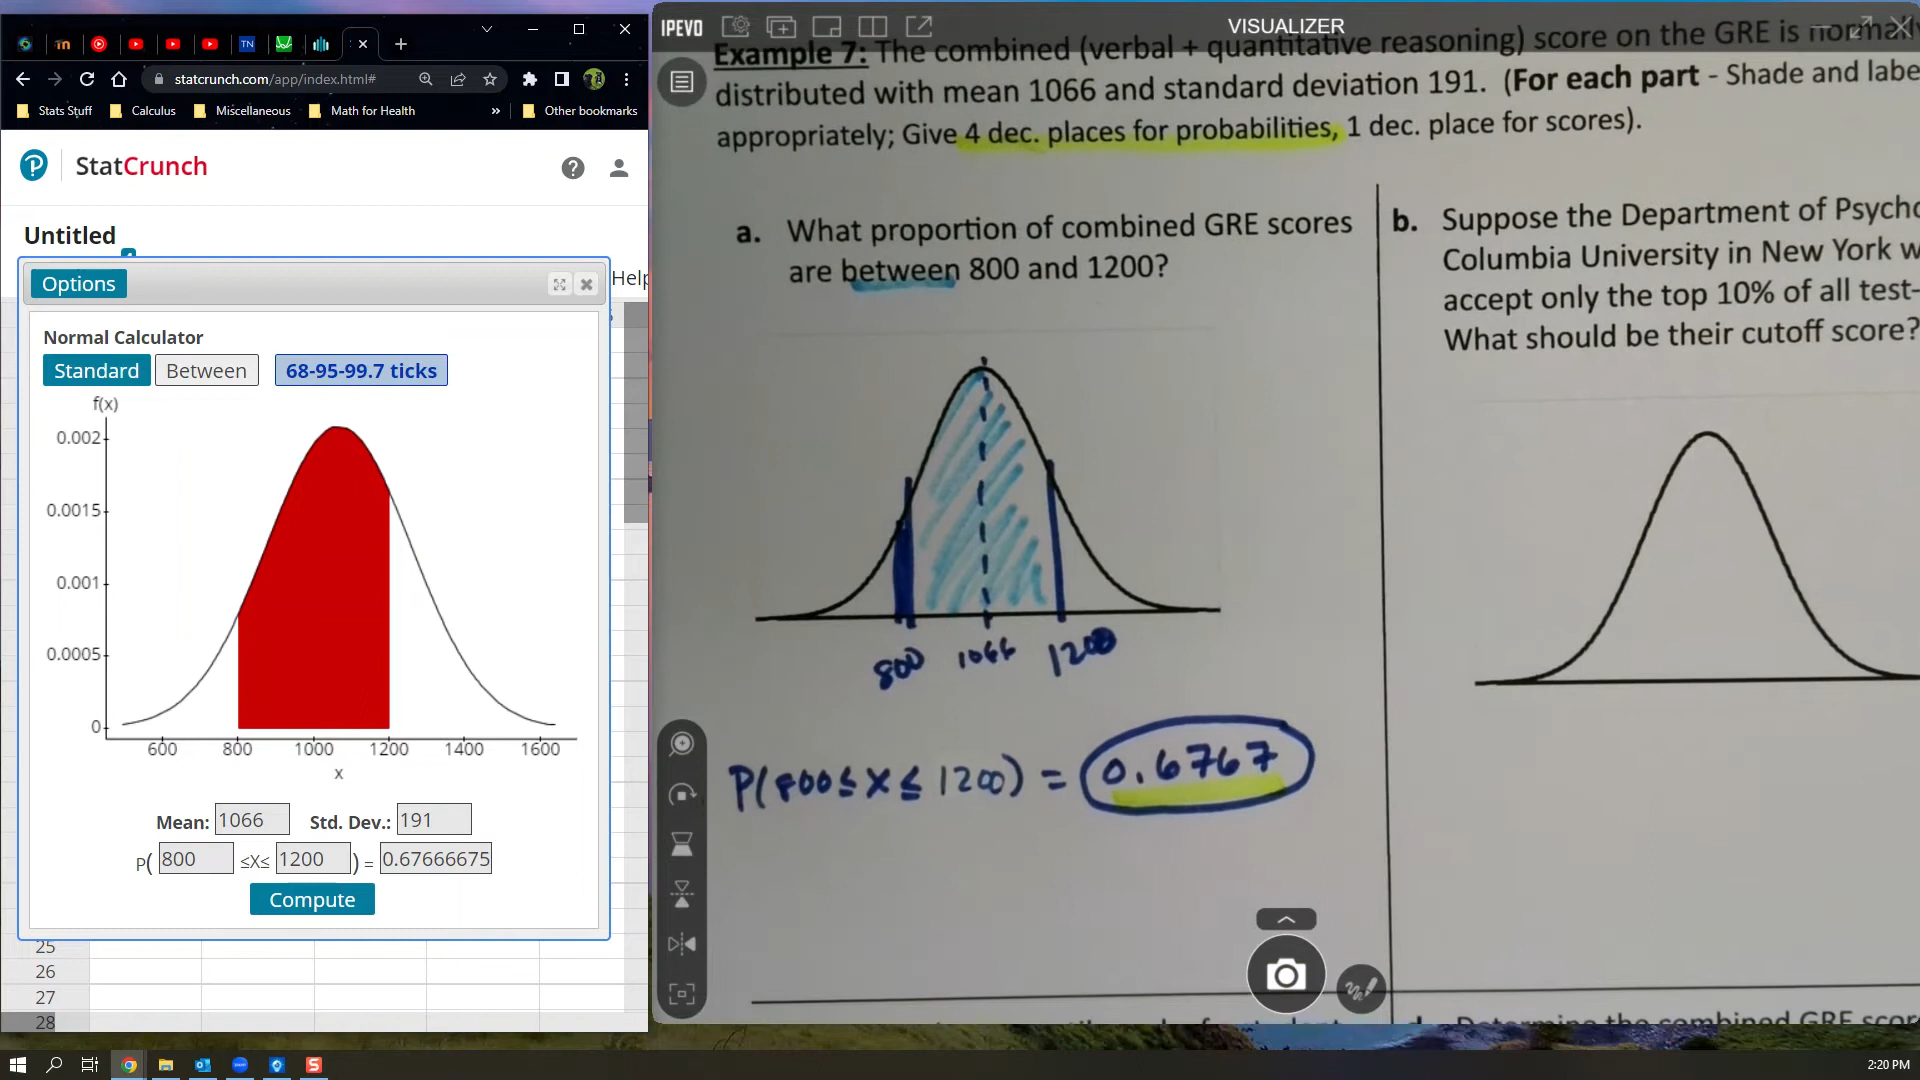 statcrunch.com/app/index.html#
Stats Stuff
Calculus
Miscellaneous
Math for Health
»
Other bookmarks
StatCrunch
Untitled
Help
Options
Normal Calculator
Standard
Between
68-95-99.7 ticks
f(x)
0.002
0.0015
0.001
0.0005
0
600 800 1000 1200 1400 1600
x
Mean: 1066 Std. Dev.: 191
P( 800 ≤X≤ 1200 ) = 0.67666675
Compute
25
26
27
28
IPEVO
VISUALIZER
Example 7: The combined (verbal + quantitative reasoning) score on the GRE is
distributed with mean 1066 and standard deviation 191. (For each part - Shade and
appropriately; Give 4 dec. places for probabilities, 1 dec. place for scores).
a. What proportion of combined GRE scores
are between 800 and 1200?
800 1066 1200
P(800≤X≤1200) = 0.6767
b. Suppose the Department of
Columbia University in New York
accept only the top 10% of all test-
What should be their cutoff score?
Determine the combined GRE
2:20 PM